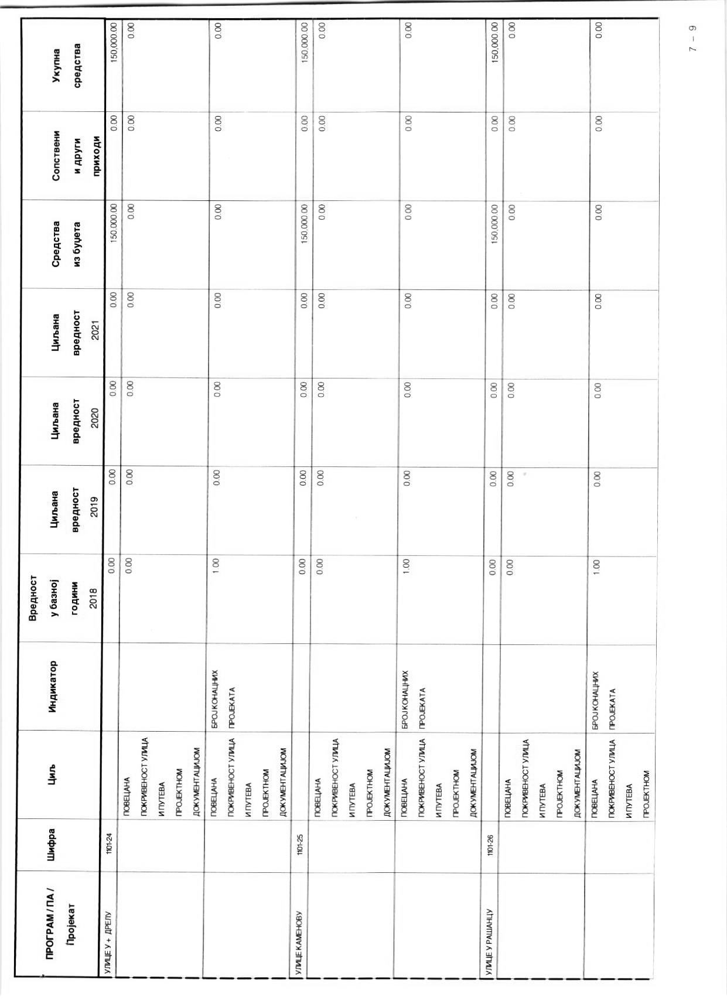 ПРОГРАМ / ПА / Пројекат | Шифра | Циљ | Индикатор | Вредност у базној години 2018 | Циљана вредност 2019 | Циљана вредност 2020 | Циљана вредност 2021 | Средства из буџета | Сопствени и други приходи | Укупна средства
УЛИЦЕ У + ДРЕЛУ | 1101-24 | 0.00 | 0.00 | 0.00 | 0.00 | 150.000.00 | 0.00 | 150,000.00
ПОВЕЦАНА | 0.00 | 0.00 | 0.00 | 0.00 | 0.00 | 0.00 | 0.00
ПОКРИВЕНОСТ УЛИЦА
И ПУТЕВА
ПРОЈЕКТНОМ
ДОКУМЕНТАЦИЈОМ
ПОВЕЦАНА | БРОЈ КОНАЦНИХ | 1.00 | 0.00 | 0.00 | 0.00 | 0.00 | 0.00 | 0.00
ПОКРИВЕНОСТ УЛИЦА | ПРОЈЕКАТА
И ПУТЕВА
ПРОЈЕКТНОМ
ДОКУМЕНТАЦИЈОМ
УЛИЦЕ КАМЕНОВУ | 1101-25 | 0.00 | 0.00 | 0.00 | 0.00 | 150.000.00 | 0.00 | 150.000.00
ПОВЕЦАНА | 0.00 | 0.00 | 0.00 | 0.00 | 0.00 | 0.00 | 0.00
ПОКРИВЕНОСТ УЛИЦА
И ПУТЕВА
ПРОЈЕКТНОМ
ДОКУМЕНТАЦИЈОМ
ПОВЕЦАНА | БРОЈ КОНАЦНИХ | 1.00 | 0.00 | 0.00 | 0.00 | 0.00 | 0.00 | 0.00
ПОКРИВЕНОСТ УЛИЦА | ПРОЈЕКАТА
И ПУТЕВА
ПРОЈЕКТНОМ
ДОКУМЕНТАЦИЈОМ
УЛИЦЕ У РАШАНЦУ | 1101-26 | 0.00 | 0.00 | 0.00 | 0.00 | 150,000.00 | 0.00 | 150,000.00
ПОВЕЦАНА | 0.00 | 0.00 | 0.00 | 0.00 | 0.00 | 0.00 | 0.00
ПОКРИВЕНОСТ УЛИЦА
И ПУТЕВА
ПРОЈЕКТНОМ
ДОКУМЕНТАЦИЈОМ
ПОВЕЦАНА | БРОЈ КОНАЦНИХ | 1.00 | 0.00 | 0.00 | 0.00 | 0.00 | 0.00 | 0.00
ПОКРИВЕНОСТ УЛИЦА | ПРОЈЕКАТА
И ПУТЕВА
ПРОЈЕКТНОМ
7 - 9